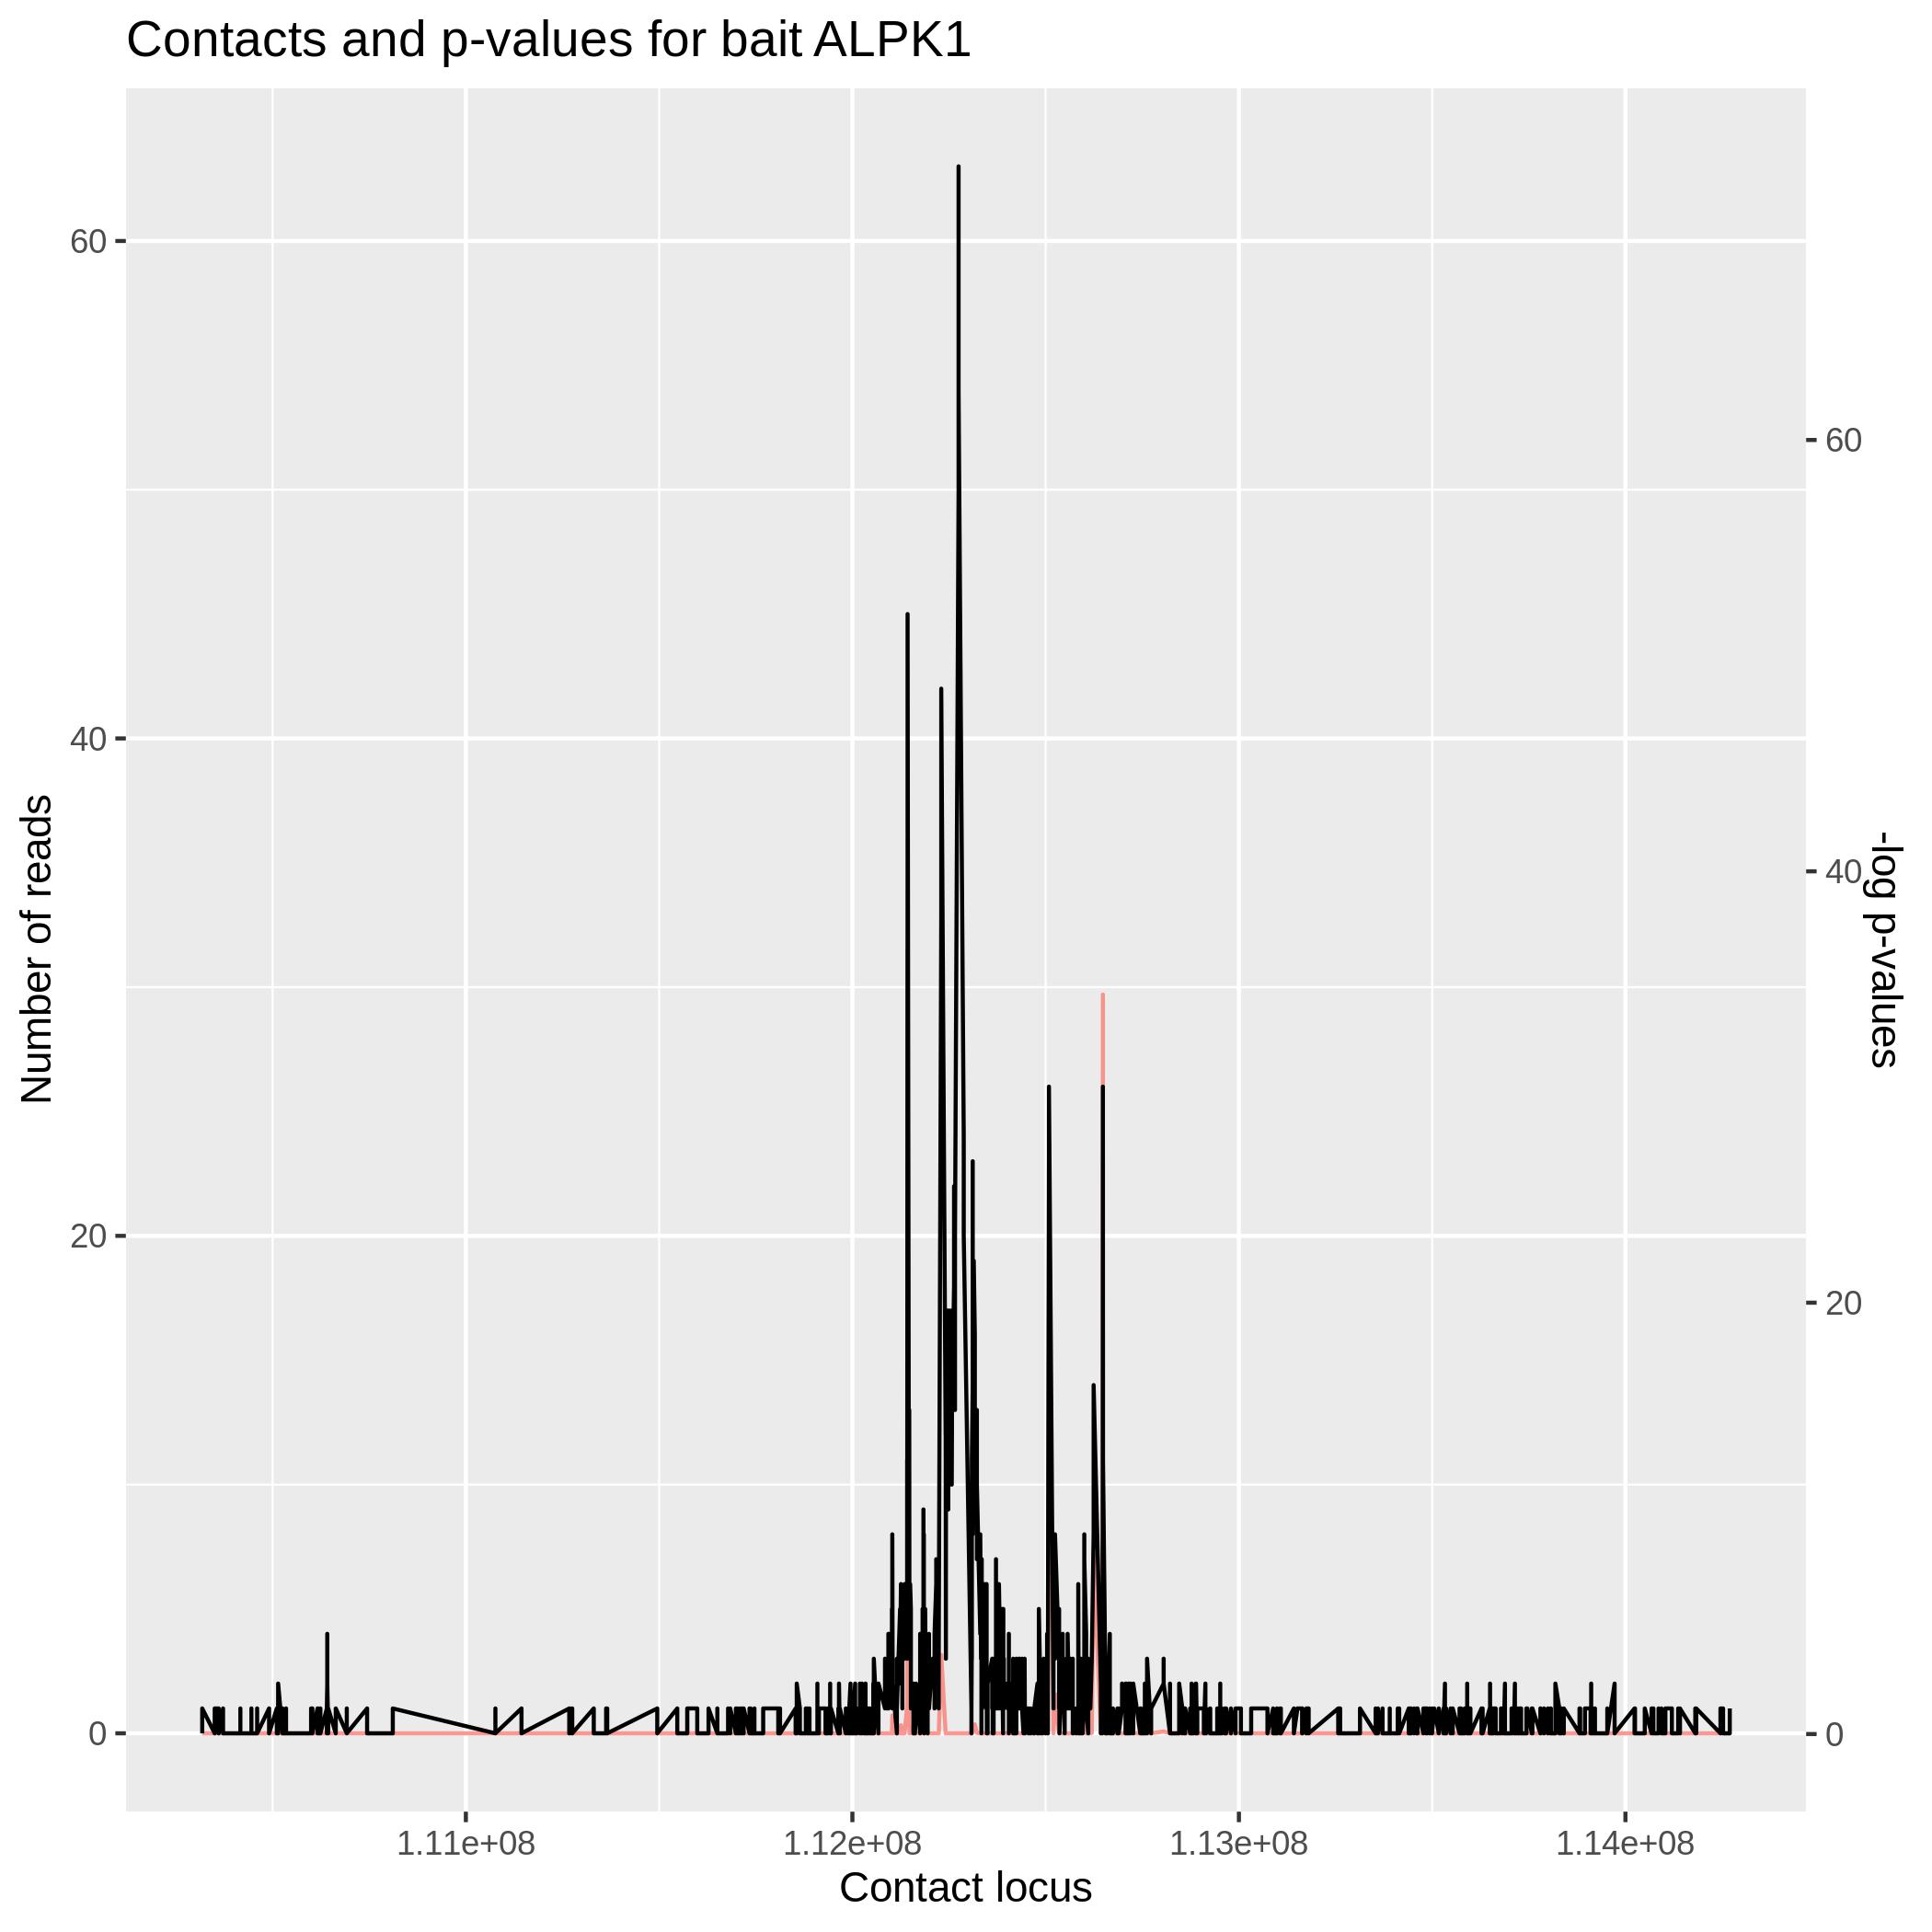 Contacts and p-values for bait ALPK1
60
40
20
0
Number of reads
60
40
20
0
-log p-values
1.11e+08
1.12e+08
1.13e+08
1.14e+08
Contact locus